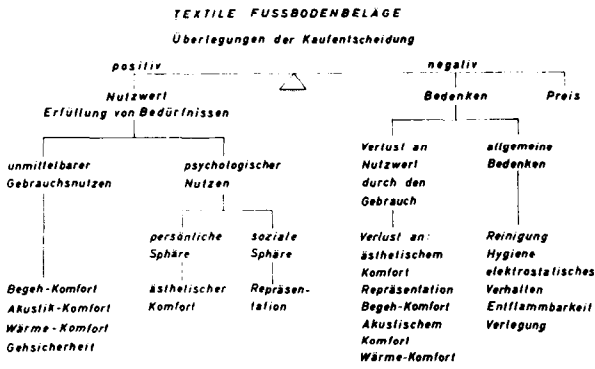 TEXTILE FUSSBODENBELÄGE
Überlegungen der Kaufentscheidung
positiv
negativ
Nutzwert
Erfüllung von Bedürfnissen
Bedenken
Preis
unmittelbarer
Gebrauchsnutzen
psychologischer
Nutzen
Verlust an
Nutzwert
durch den
Gebrauch
allgemeine
Bedenken
persönliche
Sphäre
soziale
Sphäre
Begeh-Komfort
Akustik-Komfort
Wärme-Komfort
Gehsicherheit
ästhetischer
Komfort
Repräsen-
tation
Verlust an:
ästhetischem
Komfort
Repräsentation
Begeh-Komfort
Akustischem
Komfort
Wärme-Komfort
Reinigung
Hygiene
elektrostatisches
Verhalten
Entflammbarkeit
Verlegung